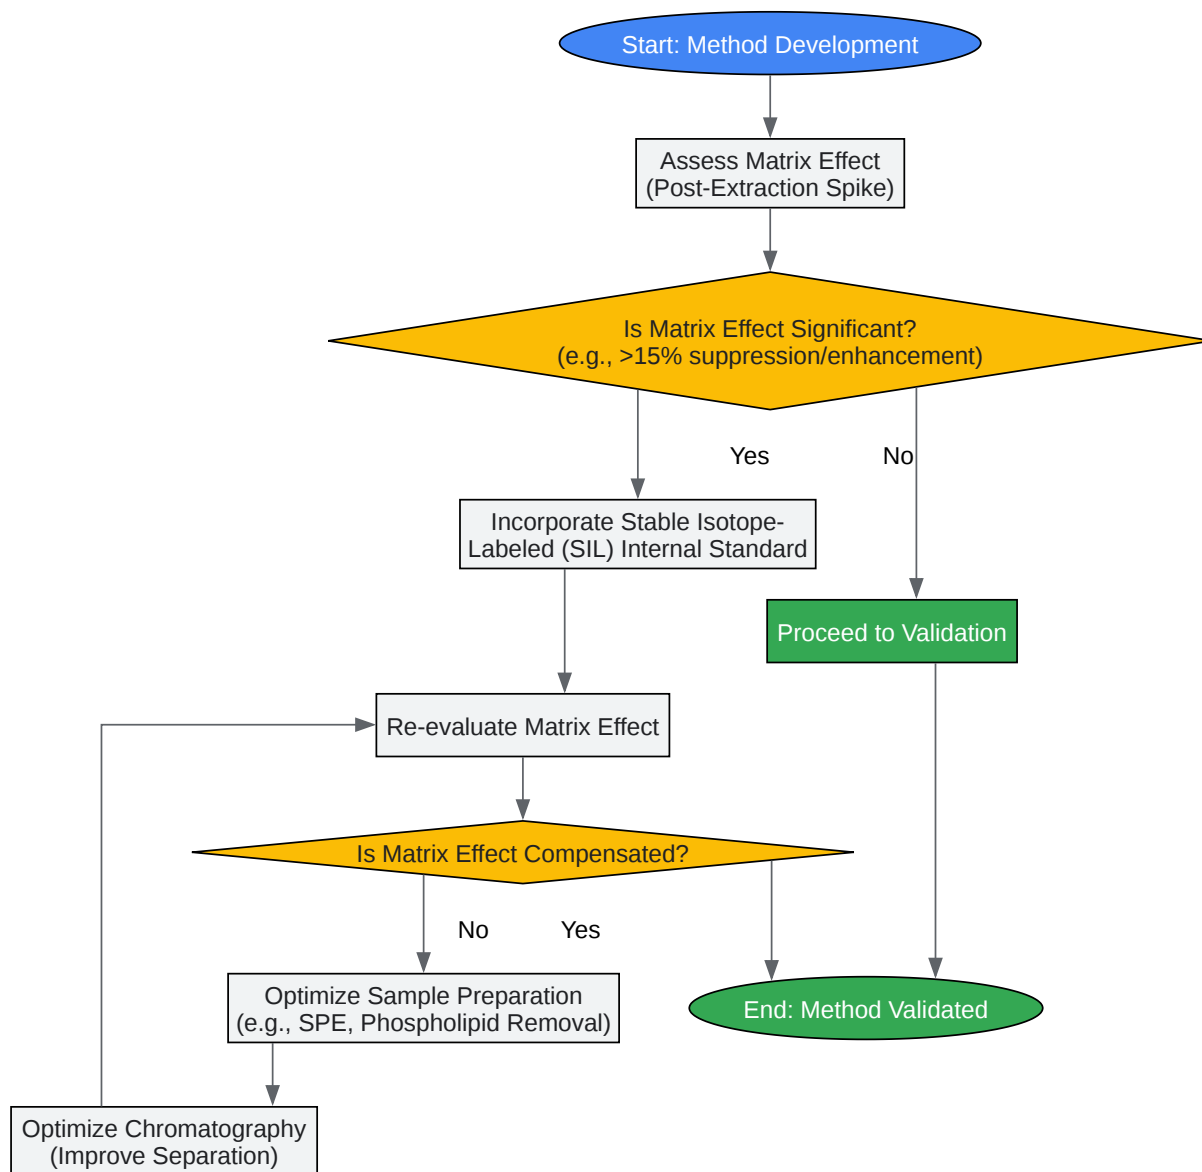 Start: Method Development
Assess Matrix Effect
(Post-Extraction Spike)
Is Matrix Effect Significant?
(e.g., >15% suppression/enhancement)
Yes
No
Incorporate Stable Isotope-
Labeled (SIL) Internal Standard
Proceed to Validation
Re-evaluate Matrix Effect
Is Matrix Effect Compensated?
No
Yes
Optimize Sample Preparation
(e.g., SPE, Phospholipid Removal)
End: Method Validated
Optimize Chromatography
(Improve Separation)